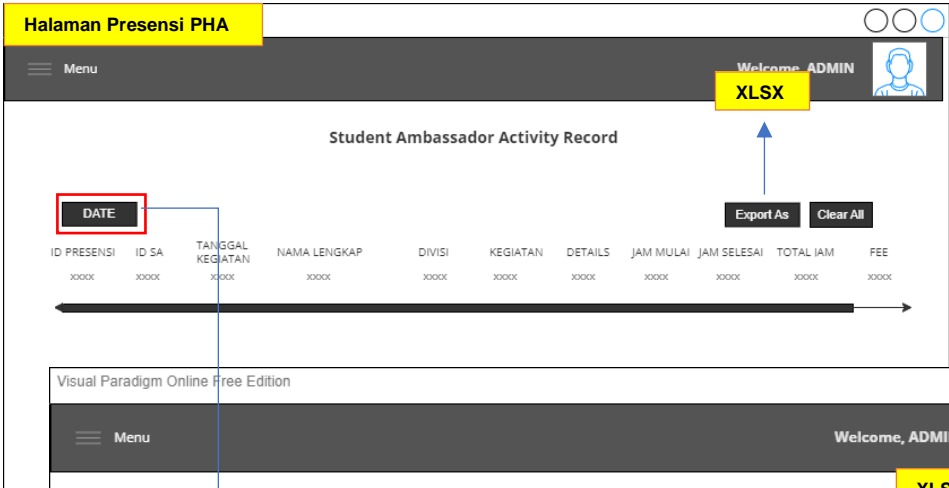 Halaman Presensi PHA
Menu
Welcome, ADMIN
XLSX
Student Ambassador Activity Record
DATE
Export As
Clear All
ID PRESENSI ID SA TANGGAL KEGIATAN NAMA LENGKAP DIVISI KEGIATAN DETAILS JAM MULAI JAM SELESAI TOTAL JAM FEE
xxxx xxxx xxxx xxxx xxxx xxxx xxxx xxxx xxxx xxxx xxxx
Visual Paradigm Online Free Edition
Menu
Welcome, ADMI